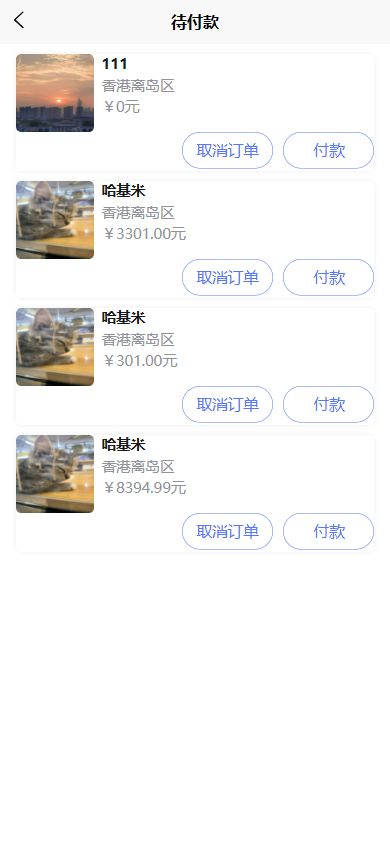 待付款
111
香港离岛区
￥0元
取消订单 付款
哈基米
香港离岛区
￥3301.00元
取消订单 付款
哈基米
香港离岛区
￥301.00元
取消订单 付款
哈基米
香港离岛区
￥8394.99元
取消订单 付款